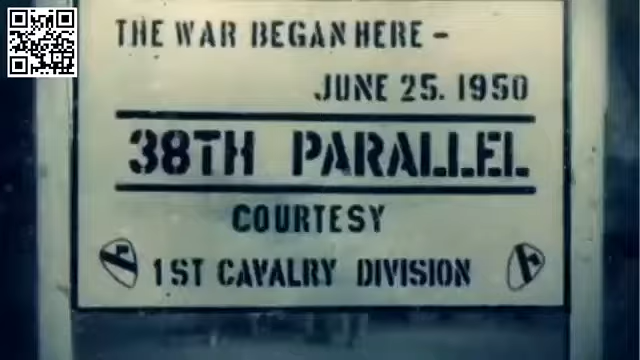 THE WAR BEGAN HERE -
JUNE 25. 1950
38TH PARALLEL
COURTESY
1ST CAVALRY DIVISION